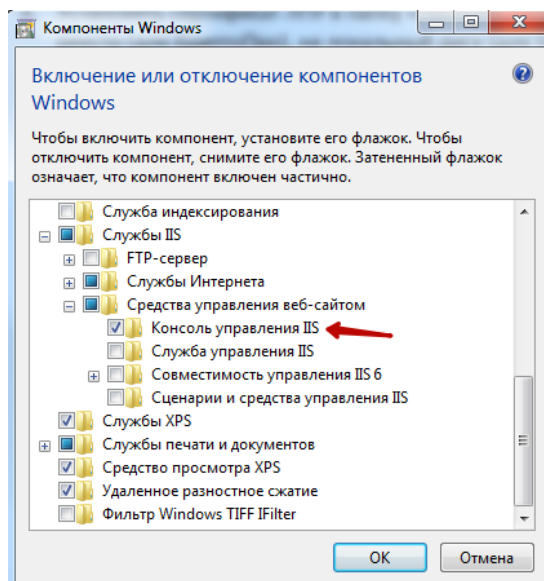 Компоненты Windows
Включение или отключение компонентов
Windows
Чтобы включить компонент, установите его флажок. Чтобы
отключить компонент, снимите его флажок. Затененный флажок
означает, что компонент включен частично.
Служба индексирования
Службы IIS
FTP-сервер
Службы Интернета
Средства управления веб-сайтом
Консоль управления IIS
Служба управления IIS
Совместимость управления IIS 6
Сценарии и средства управления IIS
Службы XPS
Службы печати и документов
Средство просмотра XPS
Удаленное разностное сжатие
Фильтр Windows TIFF IFilter
OK
Отмена